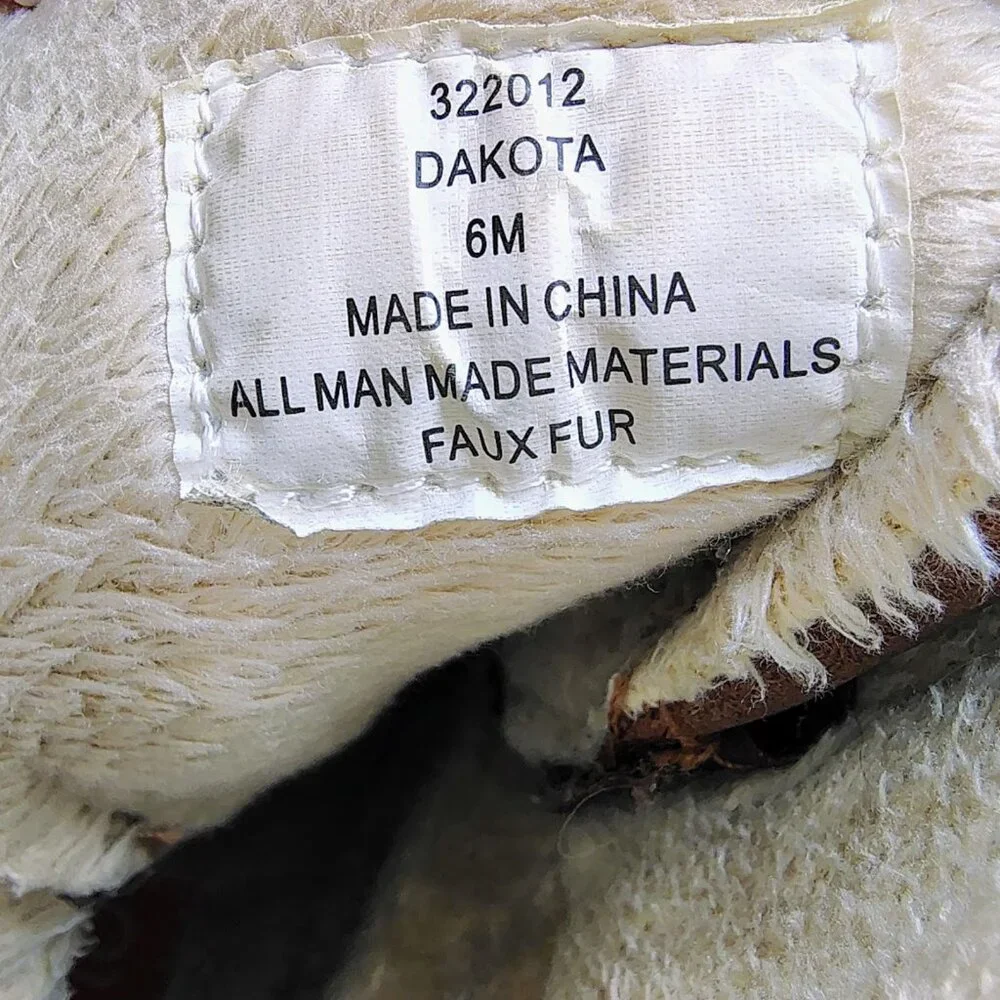 322012
DAKOTA
6M
MADE IN CHINA
ALL MAN MADE MATERIALS
FAUX FUR